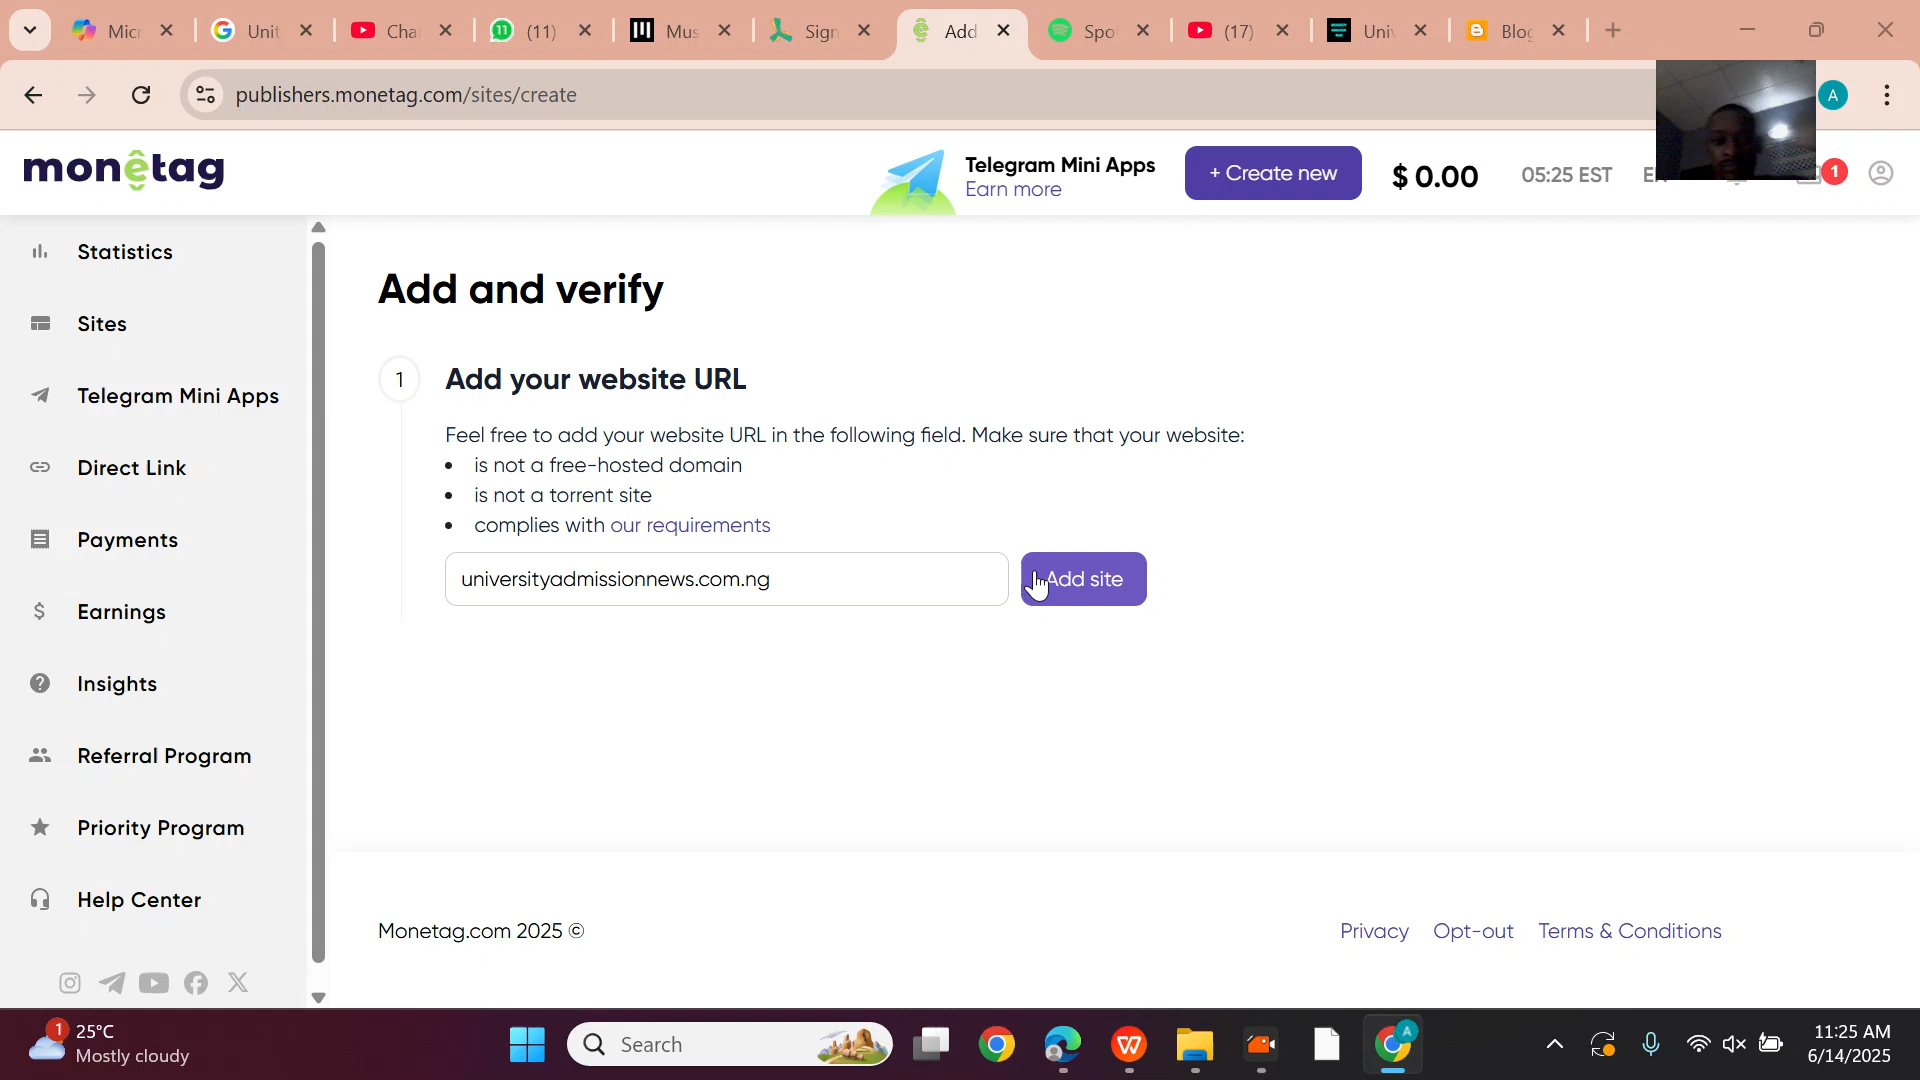 Mic
Unit
Cha
(11)
Mus
Sign
Add
Spo
(17)
Univ
Blog
publishers.monetag.com/sites/create
A
monetag
Telegram Mini Apps
Earn more
+ Create new
$ 0.00
05:25 EST
1
Statistics
Sites
Telegram Mini Apps
Direct Link
Payments
Earnings
Insights
Referral Program
Priority Program
Help Center
Add and verify
1
Add your website URL
Feel free to add your website URL in the following field. Make sure that your website:
• is not a free-hosted domain
• is not a torrent site
• complies with our requirements
universityadmissionnews.com.ng
Add site
Monetag.com 2025 ©
Privacy
Opt-out
Terms & Conditions
1
25°C
Mostly cloudy
Search
A
11:25 AM
6/14/2025